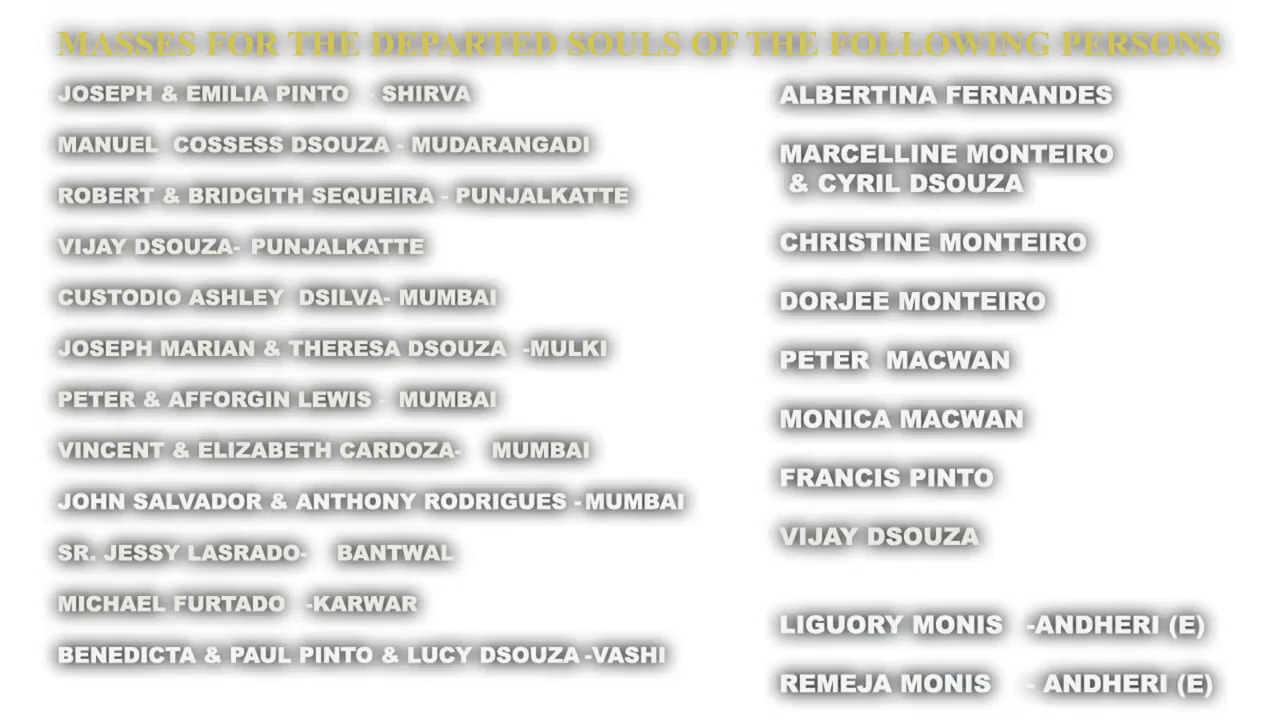 MASSES FOR THE DEPARTED SOULS OF THE FOLLOWING PERSONS
JOSEPH & EMILIA PINTO - SHIRVA
MANUEL COSSESS DSOUZA - MUDARANGADI
ROBERT & BRIDGITH SEQUEIRA - PUNJALKATTE
VIJAY DSOUZA- PUNJALKATTE
CUSTODIO ASHLEY DSILVA- MUMBAI
JOSEPH MARIAN & THERESA DSOUZA -MULKI
PETER & AFFORGIN LEWIS - MUMBAI
VINCENT & ELIZABETH CARDOZA- MUMBAI
JOHN SALVADOR & ANTHONY RODRIGUES -MUMBAI
SR. JESSY LASRADO- BANTWAL
MICHAEL FURTADO -KARWAR
BENEDICTA & PAUL PINTO & LUCY DSOUZA -VASHI
ALBERTINA FERNANDES
MARCELLINE MONTEIRO
& CYRIL DSOUZA
CHRISTINE MONTEIRO
DORJEE MONTEIRO
PETER MACWAN
MONICA MACWAN
FRANCIS PINTO
VIJAY DSOUZA
LIGUORY MONIS -ANDHERI (E)
REMEJA MONIS - ANDHERI (E)